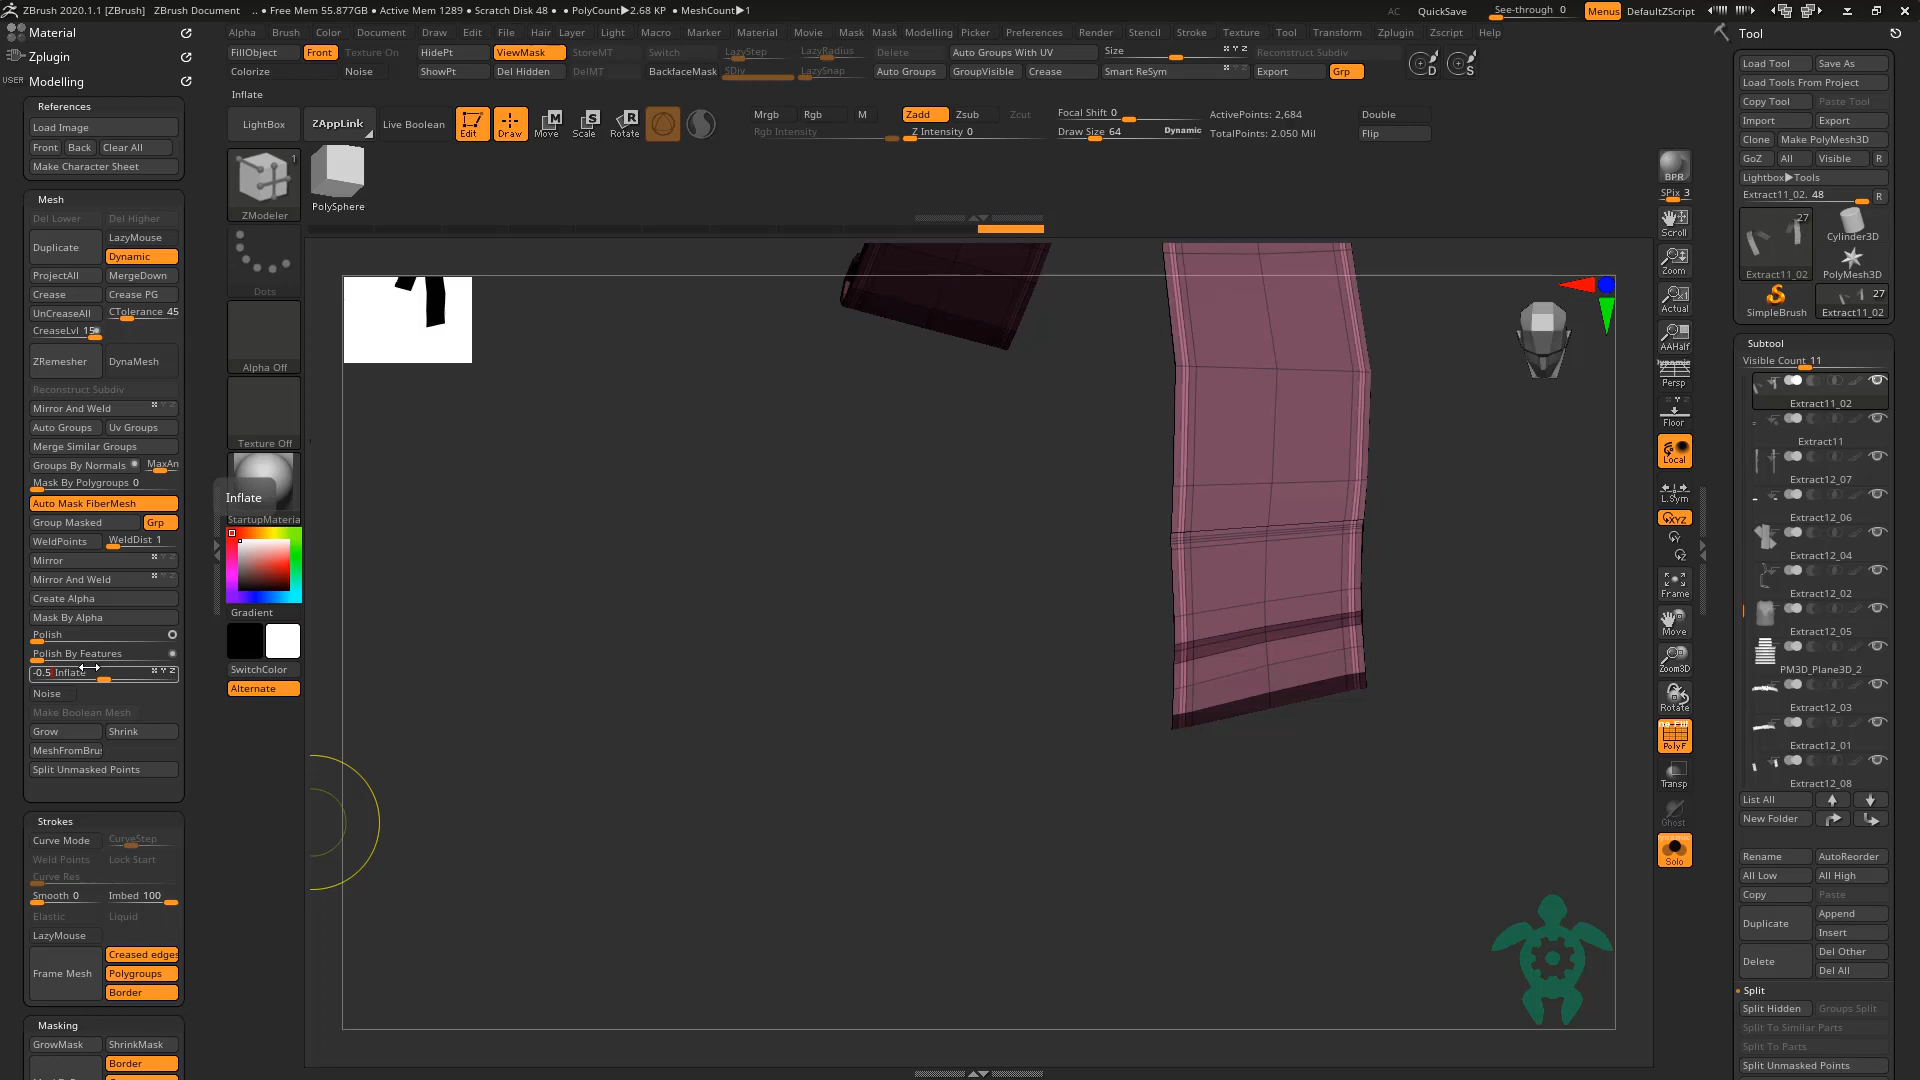 ZBrush 2020.1.1 [ZBrush] ZBrush Document .. • Free Mem 55.877GB • Active Mem 1289 • Scratch Disk 48 • • PolyCount▶2.68 KP • MeshCount▶1 AC QuickSave See-through 0 Menus DefaultZScript
Material
Alpha Brush Color Document Draw Edit File Hair Layer Light Macro Marker Material Movie Mask Mask Modelling Picker Preferences Render Stencil Stroke Texture Tool Transform Zplugin Zscript Help
Tool
Zplugin
USER Modelling
FillObject Front Texture On HidePt ViewMask StoreMT Switch LazyStep LazyRadius Delete Auto Groups With UV Size Reconstruct Subdiv
Colorize Noise ShowPt Del Hidden DelMT BackfaceMask SDiv LazySnap Auto Groups GroupVisible Crease Smart ReSym Export Grp
Inflate
LightBox ZAppLink Live Boolean Edit Draw Move Scale Rotate
Mrgb Rgb M Zadd Zsub Zcut Focal Shift 0 ActivePoints: 2,684 Double
Rgb Intensity Z Intensity 0 Draw Size 64 Dynamic TotalPoints: 2.050 Mil Flip
References
Load Image
Front Back Clear All
Make Character Sheet
Mesh
Del Lower Del Higher
Duplicate LazyMouse
Dynamic
ProjectAll MergeDown
Crease Crease PG
UnCreaseAll CTolerance 45
CreaseLvl 15
ZRemesher DynaMesh
Reconstruct Subdiv
Mirror And Weld
Auto Groups Uv Groups
Merge Similar Groups
Groups By Normals MaxAn
Mask By Polygroups 0
Auto Mask FiberMesh
Group Masked Grp
WeldPoints WeldDist 1
Mirror
Mirror And Weld
Create Alpha
Mask By Alpha
Polish
Polish By Features
-0.5 Inflate
Noise
Make Boolean Mesh
Grow Shrink
MeshFromBrus
Split Unmasked Points
Strokes
Curve Mode CurveStep
Weld Points Lock Start
Curve Res
Smooth 0 Imbed 100
Elastic Liquid
LazyMouse
Creased edges
Frame Mesh Polygroups
Border
Masking
GrowMask ShrinkMask
Border
1
ZModeler
PolySphere
Dots
Alpha Off
Texture Off
Inflate
StartupMateria
Gradient
SwitchColor
Alternate
BPR
SPix 3
Scroll
Zoom
Actual
AAHalf
Dynamic
Persp
Floor
Local
L.Sym
XYZ
Frame
Move
Zoom3D
Rotate
PolyF
Transp
Ghost
Dynamic
Solo
Load Tool Save As
Load Tools From Project
Copy Tool Paste Tool
Import Export
Clone Make PolyMesh3D
GoZ All Visible R
Lightbox▶Tools
Extract11_02. 48 R
27
Cylinder3D
Extract11_02 PolyMesh3D
27
SimpleBrush Extract11_02
Subtool
Visible Count 11
Extract11_02
Extract11
Extract12_07
Extract12_06
Extract12_04
Extract12_02
Extract12_05
PM3D_Plane3D_2
Extract12_03
Extract12_01
Extract12_08
List All
New Folder
Rename AutoReorder
All Low All High
Copy Paste
Duplicate Append
Insert
Delete Del Other
Del All
Split
Split Hidden Groups Split
Split To Similar Parts
Split To Parts
Split Unmasked Points